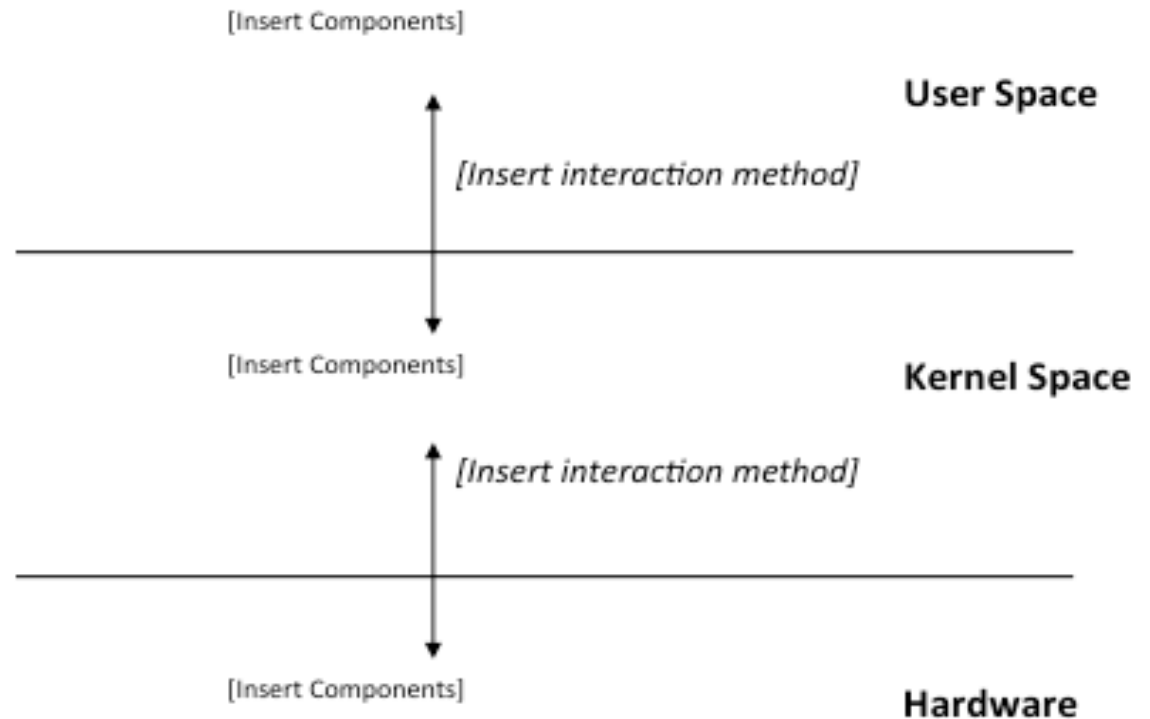 [Insert Components]
User Space
[Insert interaction method]
[Insert Components]
Kernel Space
[Insert interaction method]
[Insert Components]
Hardware